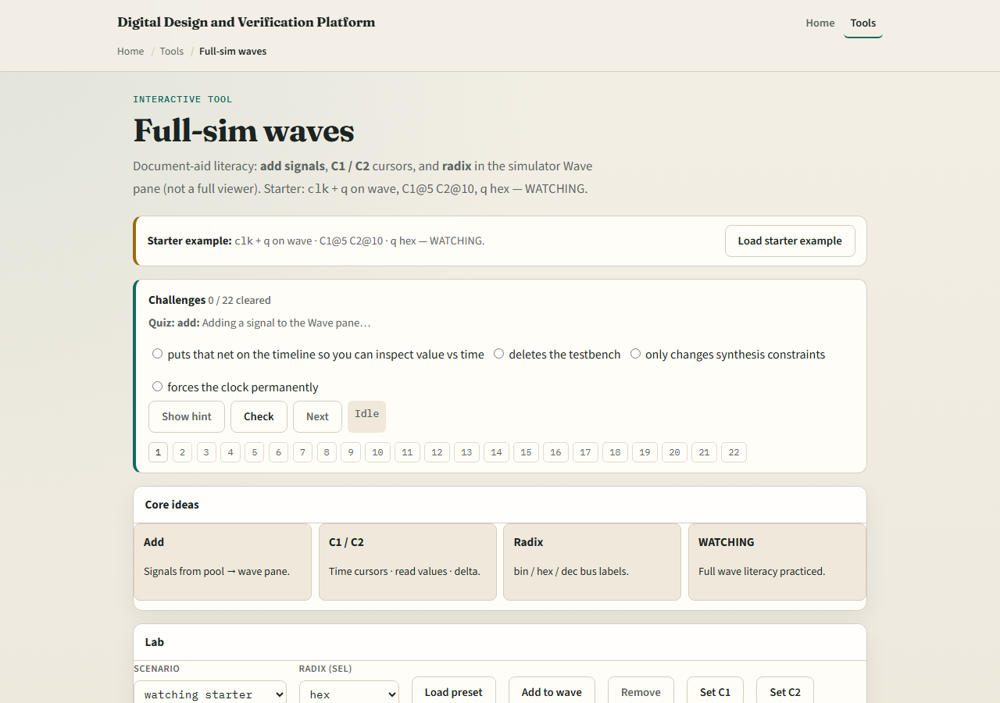 Digital Design and Verification Platform
Home Tools
Home / Tools / Full-sim waves
INTERACTIVE TOOL
Full-sim waves
Document-aid literacy: add signals, C1 / C2 cursors, and radix in the simulator Wave
pane (not a full viewer). Starter: clk + q on wave, C1@5 C2@10, q hex — WATCHING.
Starter example: clk + q on wave · C1@5 C2@10 · q hex — WATCHING.
Load starter example
Challenges 0 / 22 cleared
Quiz: add: Adding a signal to the Wave pane…
puts that net on the timeline so you can inspect value vs time deletes the testbench only changes synthesis constraints
forces the clock permanently
Show hint Check Next Idle
1 2 3 4 5 6 7 8 9 10 11 12 13 14 15 16 17 18 19 20 21 22
Core ideas
Add C1 / C2 Radix WATCHING
Signals from pool → wave pane. Time cursors · read values · delta. bin / hex / dec bus labels. Full wave literacy practiced.
Lab
SCENARIO RADIX (SEL)
watching starter hex Load preset Add to wave Remove Set C1 Set C2